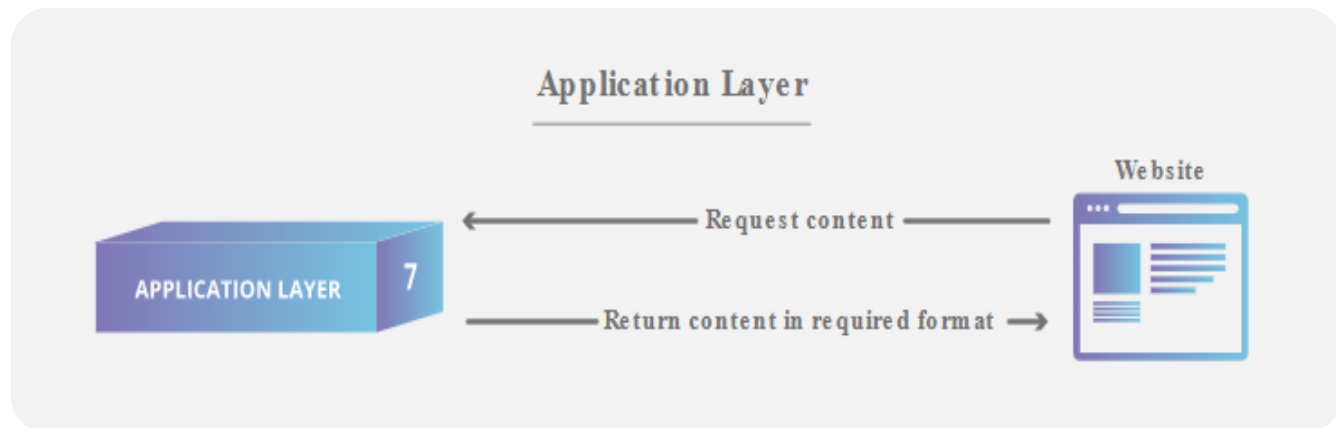 Application Layer
Website
Request content
APPLICATION LAYER
7
Return content in required format